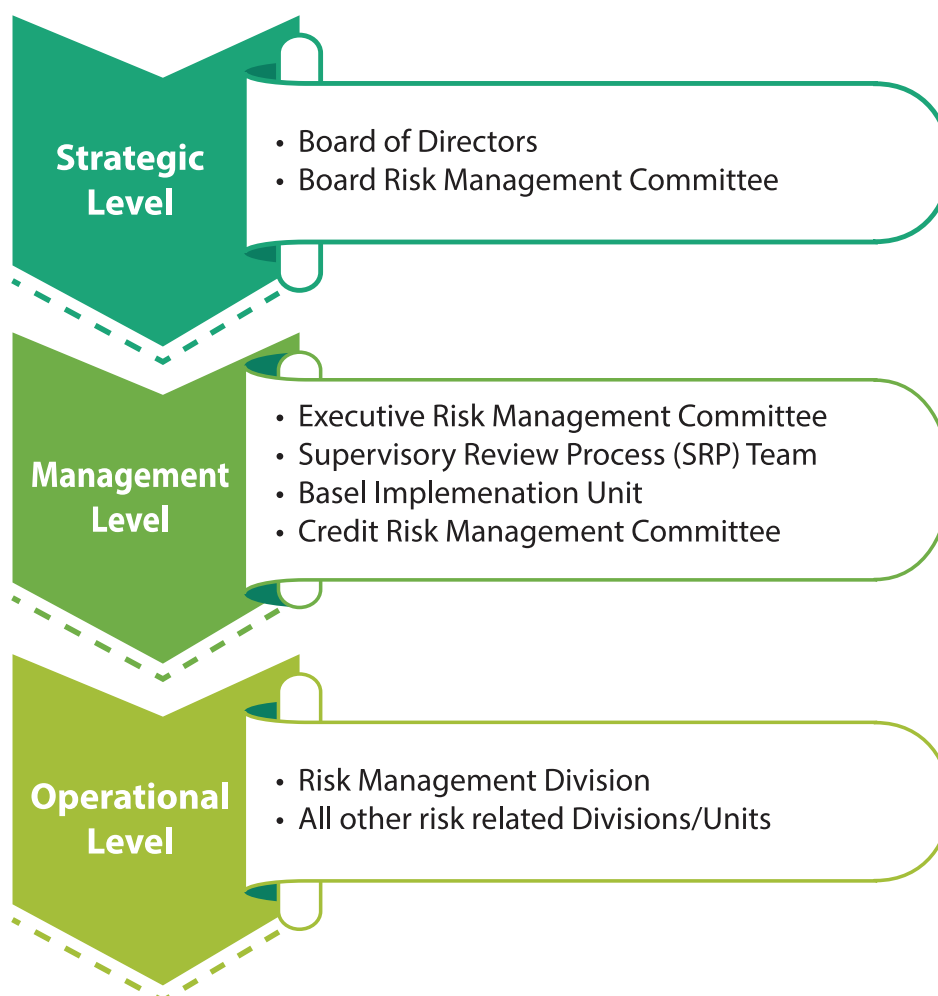 Strategic
Level
• Board of Directors
• Board Risk Management Committee
Management
Level
• Executive Risk Management Committee
• Supervisory Review Process (SRP) Team
• Basel Implemenation Unit
• Credit Risk Management Committee
Operational
Level
• Risk Management Division
• All other risk related Divisions/Units